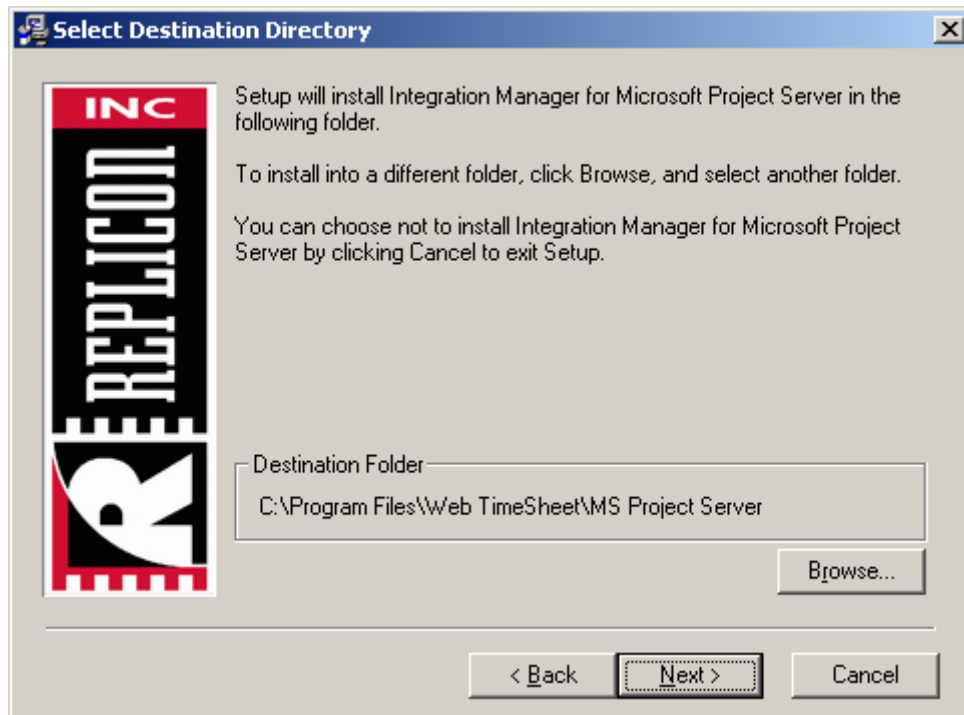 Select Destination Directory
INC
REPLICON
R
Setup will install Integration Manager for Microsoft Project Server in the
following folder.
To install into a different folder, click Browse, and select another folder.
You can choose not to install Integration Manager for Microsoft Project
Server by clicking Cancel to exit Setup.
Destination Folder
C:\Program Files\Web TimeSheet\MS Project Server
Browse...
< Back
Next >
Cancel